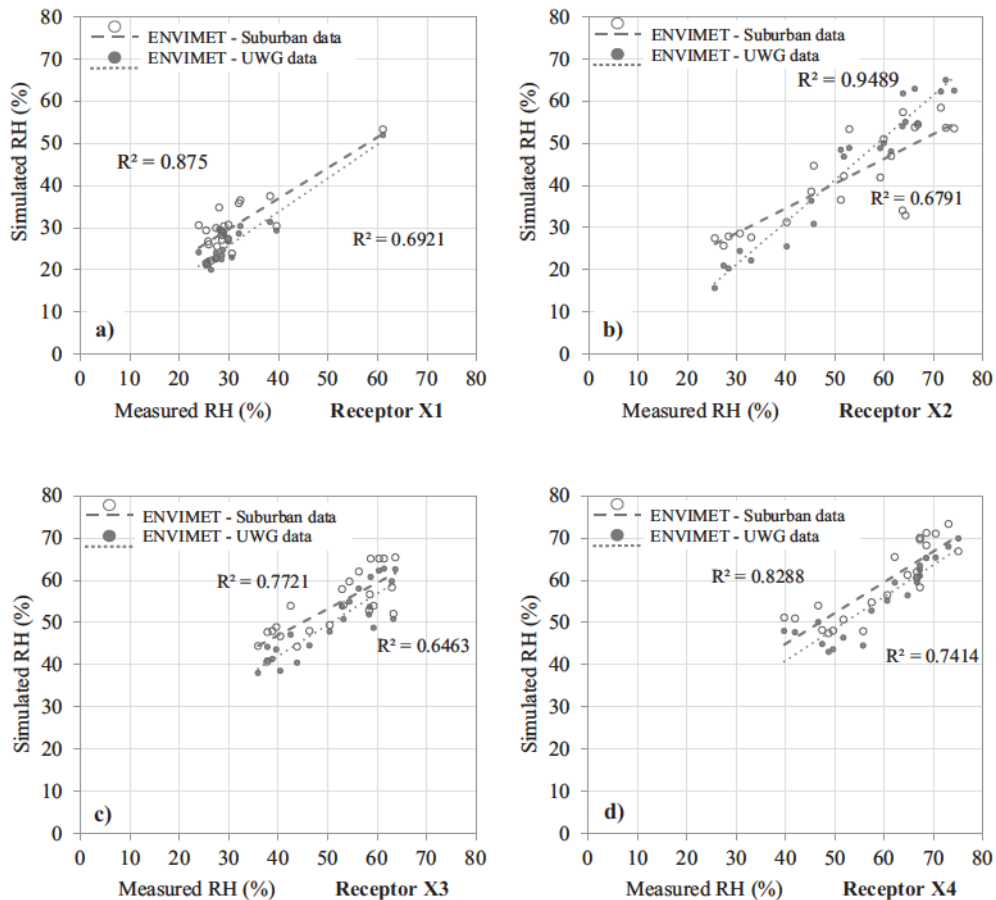 80
70
60
50
40
30
20
10
0
Simulated RH (%)
ENVIMET - Suburban data
ENVIMET - UWG data
R² = 0.875
R² = 0.6921
a)
0 10 20 30 40 50 60 70 80
Measured RH (%) Receptor X1
80
70
60
50
40
30
20
10
0
Simulated RH (%)
ENVIMET - Suburban data
ENVIMET - UWG data
R² = 0.9489
R² = 0.6791
b)
0 10 20 30 40 50 60 70 80
Measured RH (%) Receptor X2
80
70
60
50
40
30
20
10
0
Simulated RH (%)
ENVIMET - Suburban data
ENVIMET - UWG data
R² = 0.7721
R² = 0.6463
c)
0 10 20 30 40 50 60 70 80
Measured RH (%) Receptor X3
80
70
60
50
40
30
20
10
0
Simulated RH (%)
ENVIMET - Suburban data
ENVIMET - UWG data
R² = 0.8288
R² = 0.7414
d)
0 10 20 30 40 50 60 70 80
Measured RH (%) Receptor X4